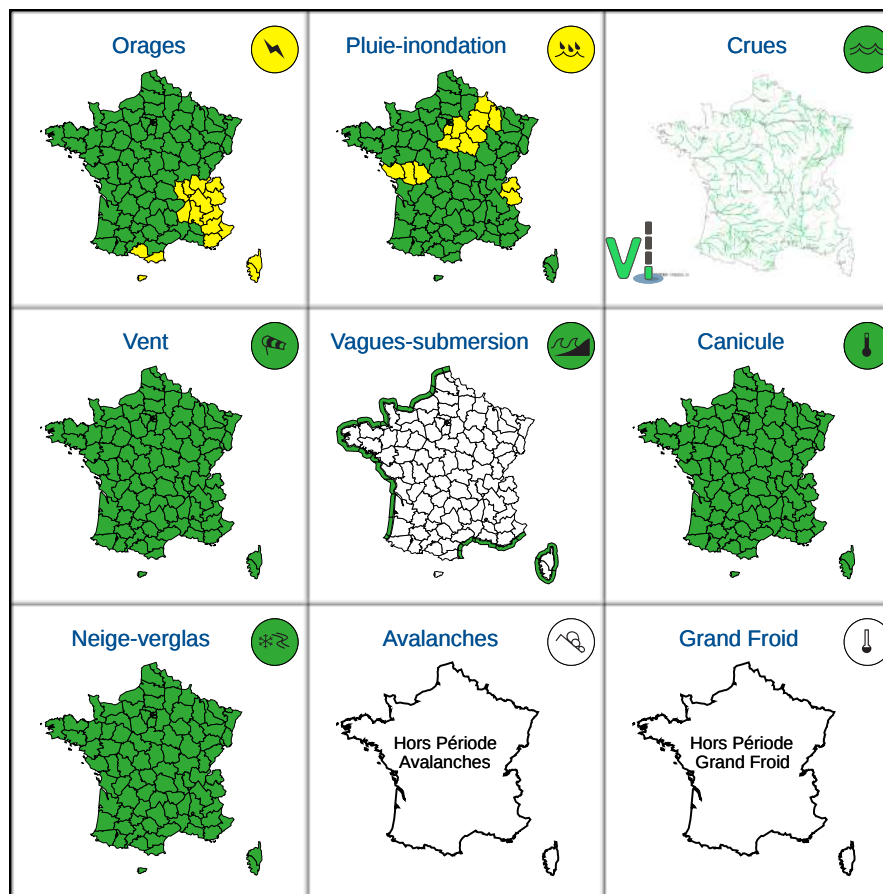 Orages
Pluie-inondation
Crues
Vent
Vagues-submersion
Canicule
Neige-verglas
Avalanches
Grand Froid
Hors Période
Avalanches
Hors Période
Grand Froid